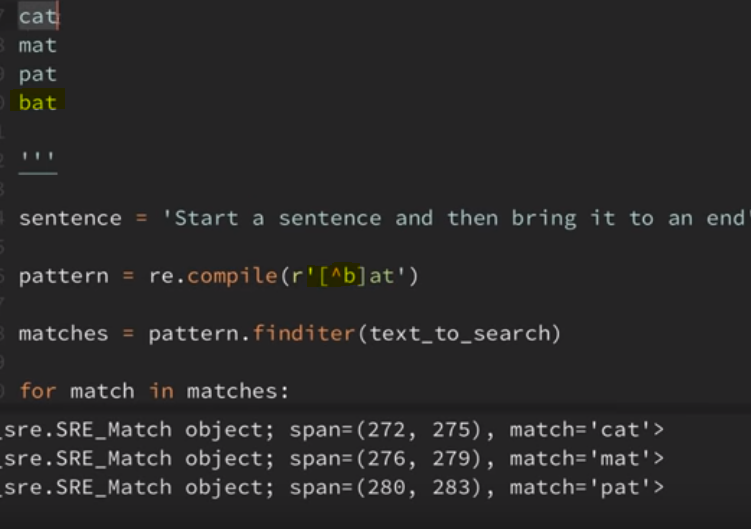 cat
mat
pat
bat
'''
sentence = 'Start a sentence and then bring it to an end'
pattern = re.compile(r'[^b]at')
matches = pattern.finditer(text_to_search)
for match in matches:
_sre.SRE_Match object; span=(272, 275), match='cat'>
_sre.SRE_Match object; span=(276, 279), match='mat'>
_sre.SRE_Match object; span=(280, 283), match='pat'>